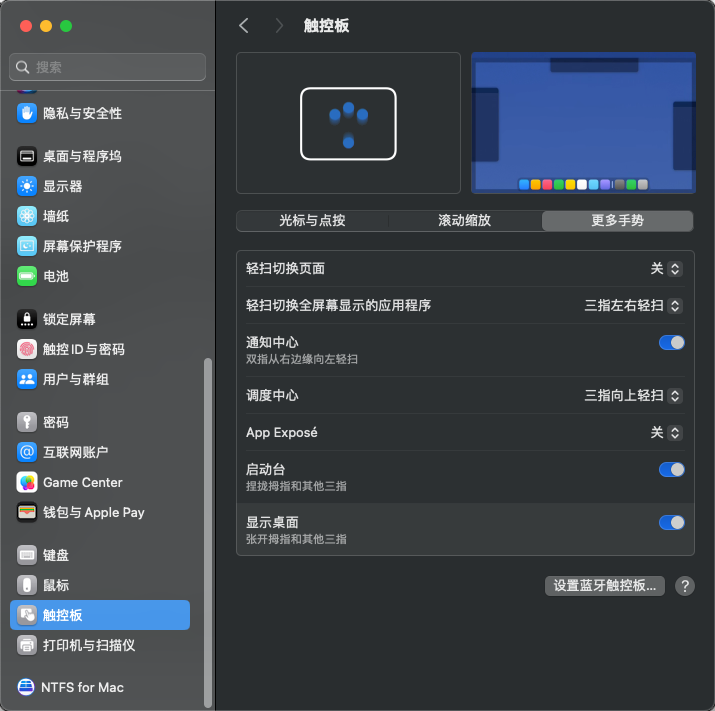 触控板
搜索
隐私与安全性
桌面与程序坞
显示器
墙纸
屏幕保护程序
电池
锁定屏幕
触控 ID 与密码
用户与群组
密码
互联网账户
Game Center
钱包与 Apple Pay
键盘
鼠标
触控板
打印机与扫描仪
NTFS for Mac
光标与点按 滚动缩放 更多手势
轻扫切换页面 关
轻扫切换全屏幕显示的应用程序 三指左右轻扫
通知中心
双指从右边缘向左轻扫
调度中心 三指向上轻扫
App Exposé 关
启动台
捏拢拇指和其他三指
显示桌面
张开拇指和其他三指
设置蓝牙触控板... ?